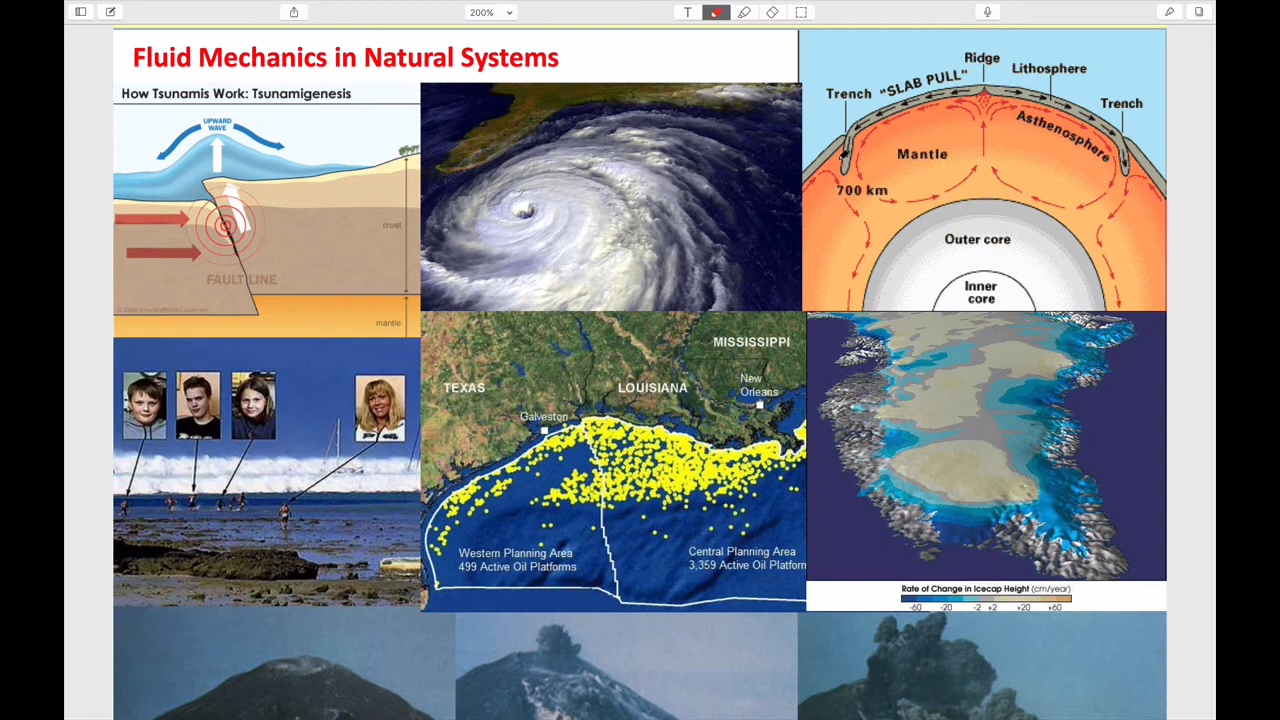 200%
T
Fluid Mechanics in Natural Systems
How Tsunamis Work: Tsunamigenesis
UPWARD
WAVE
crust
FAULT LINE
mantle
Ridge
"SLAB PULL"
Lithosphere
Trench
Trench
Asthenosphere
Mantle
700 km
Outer core
Inner
core
MISSISSIPPI
TEXAS
LOUISIANA
New
Orleans
Galveston
Western Planning Area
499 Active Oil Platforms
Central Planning Area
3,359 Active Oil Platform
Rate of Change in Icecap Height (cm/year)
-60 -20 -2 +2 +20 +60